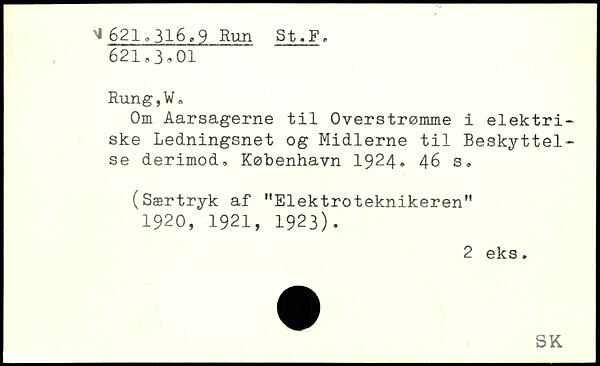 √ 621.316.9 Run St.F.
621.3.01
Rung,W.
Om Aarsagerne til Overstrømme i elektri-
ske Ledningsnet og Midlerne til Beskyttel-
se derimod. København 1924. 46 s.
(Særtryk af "Elektroteknikeren"
1920, 1921, 1923).
2 eks.
SK